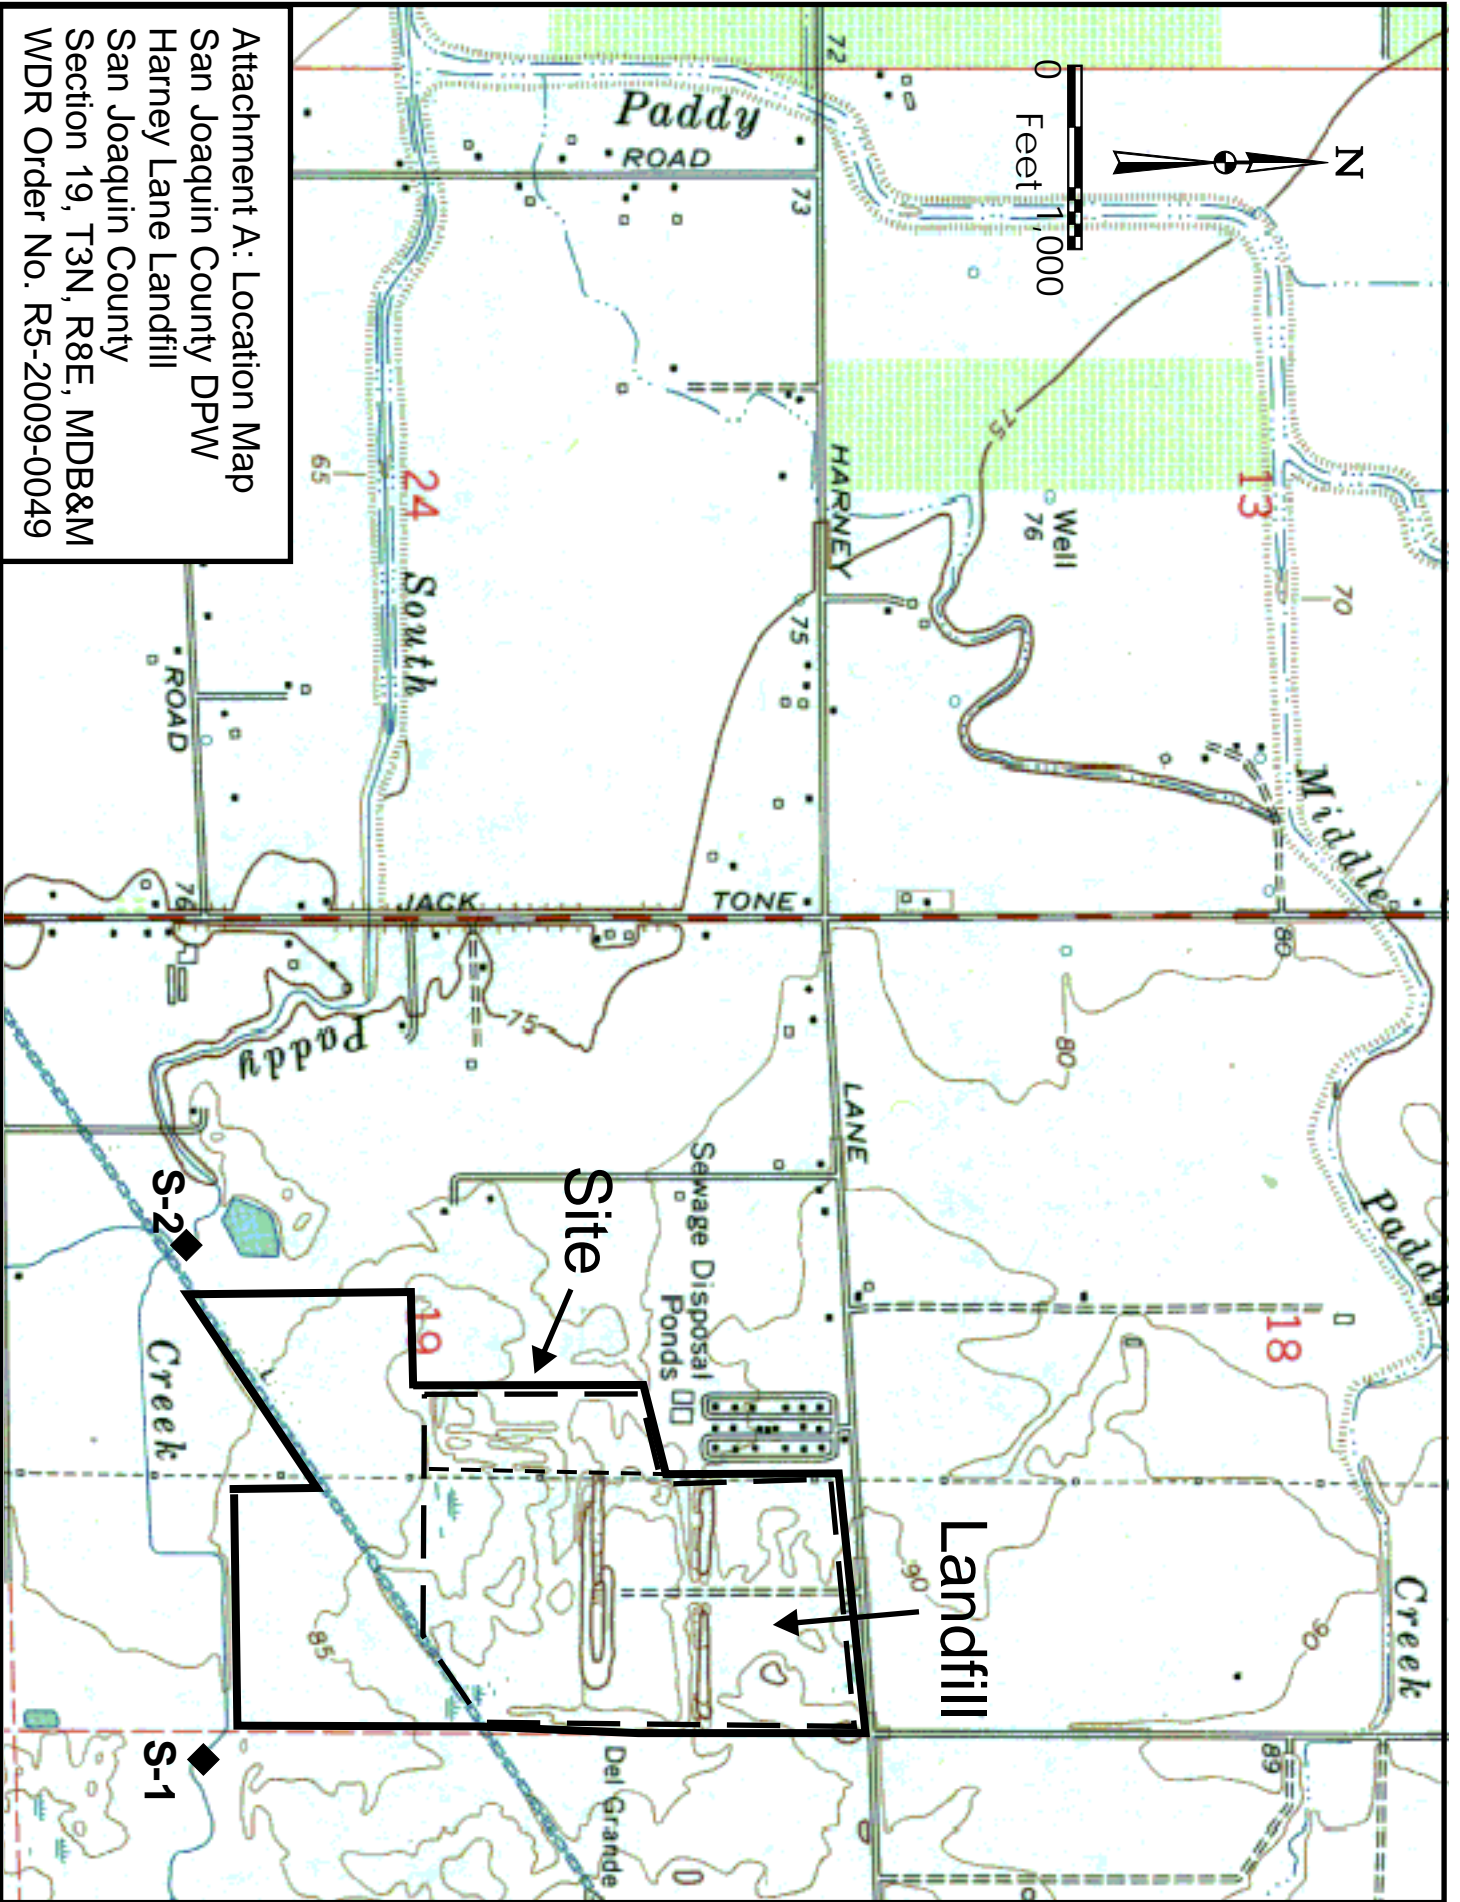 Attachment A: Location Map
San Joaquin County DPW
Harney Lane Landfill
San Joaquin County
Section 19, T3N, R8E, MDB&M
WDR Order No. R5-2009-0049
N
0
Feet
1,000
72
Paddy
ROAD
73
75
13
Well
76
70
HARNEY
75
24
65
South
ROAD
76
JACK
TONE
Middle
80
80
75
Paddy
LANE
Paddy
Creek
18
Sewage Disposal
Ponds
Site
19
S-2
Creek
Landfill
90
90
85
89
S-1
Del Grande